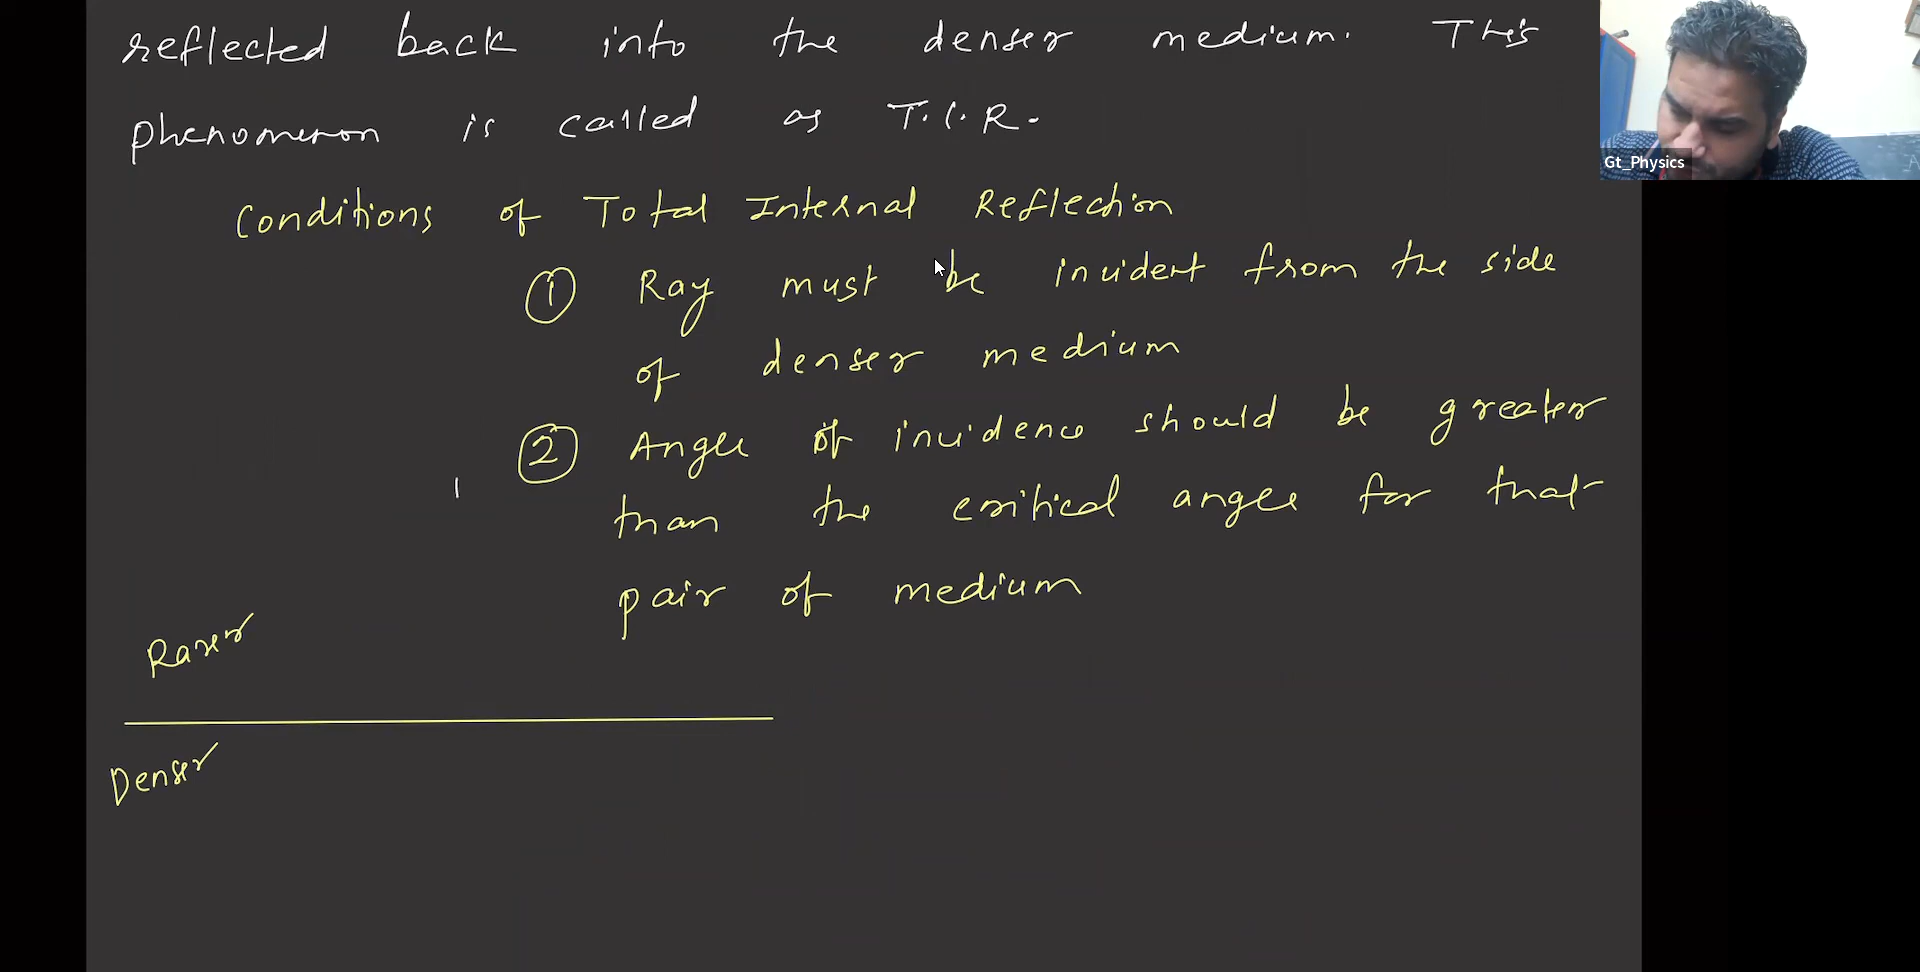 reflected back into the denser medium. This
phenomenon is called as T.I.R.
Gt_Physics
Conditions of Total Internal Reflection
① Ray must be incident from the side
of denser medium
② Angle of incidence should be greater
than the critical angle for that
pair of medium
Rarer
Denser